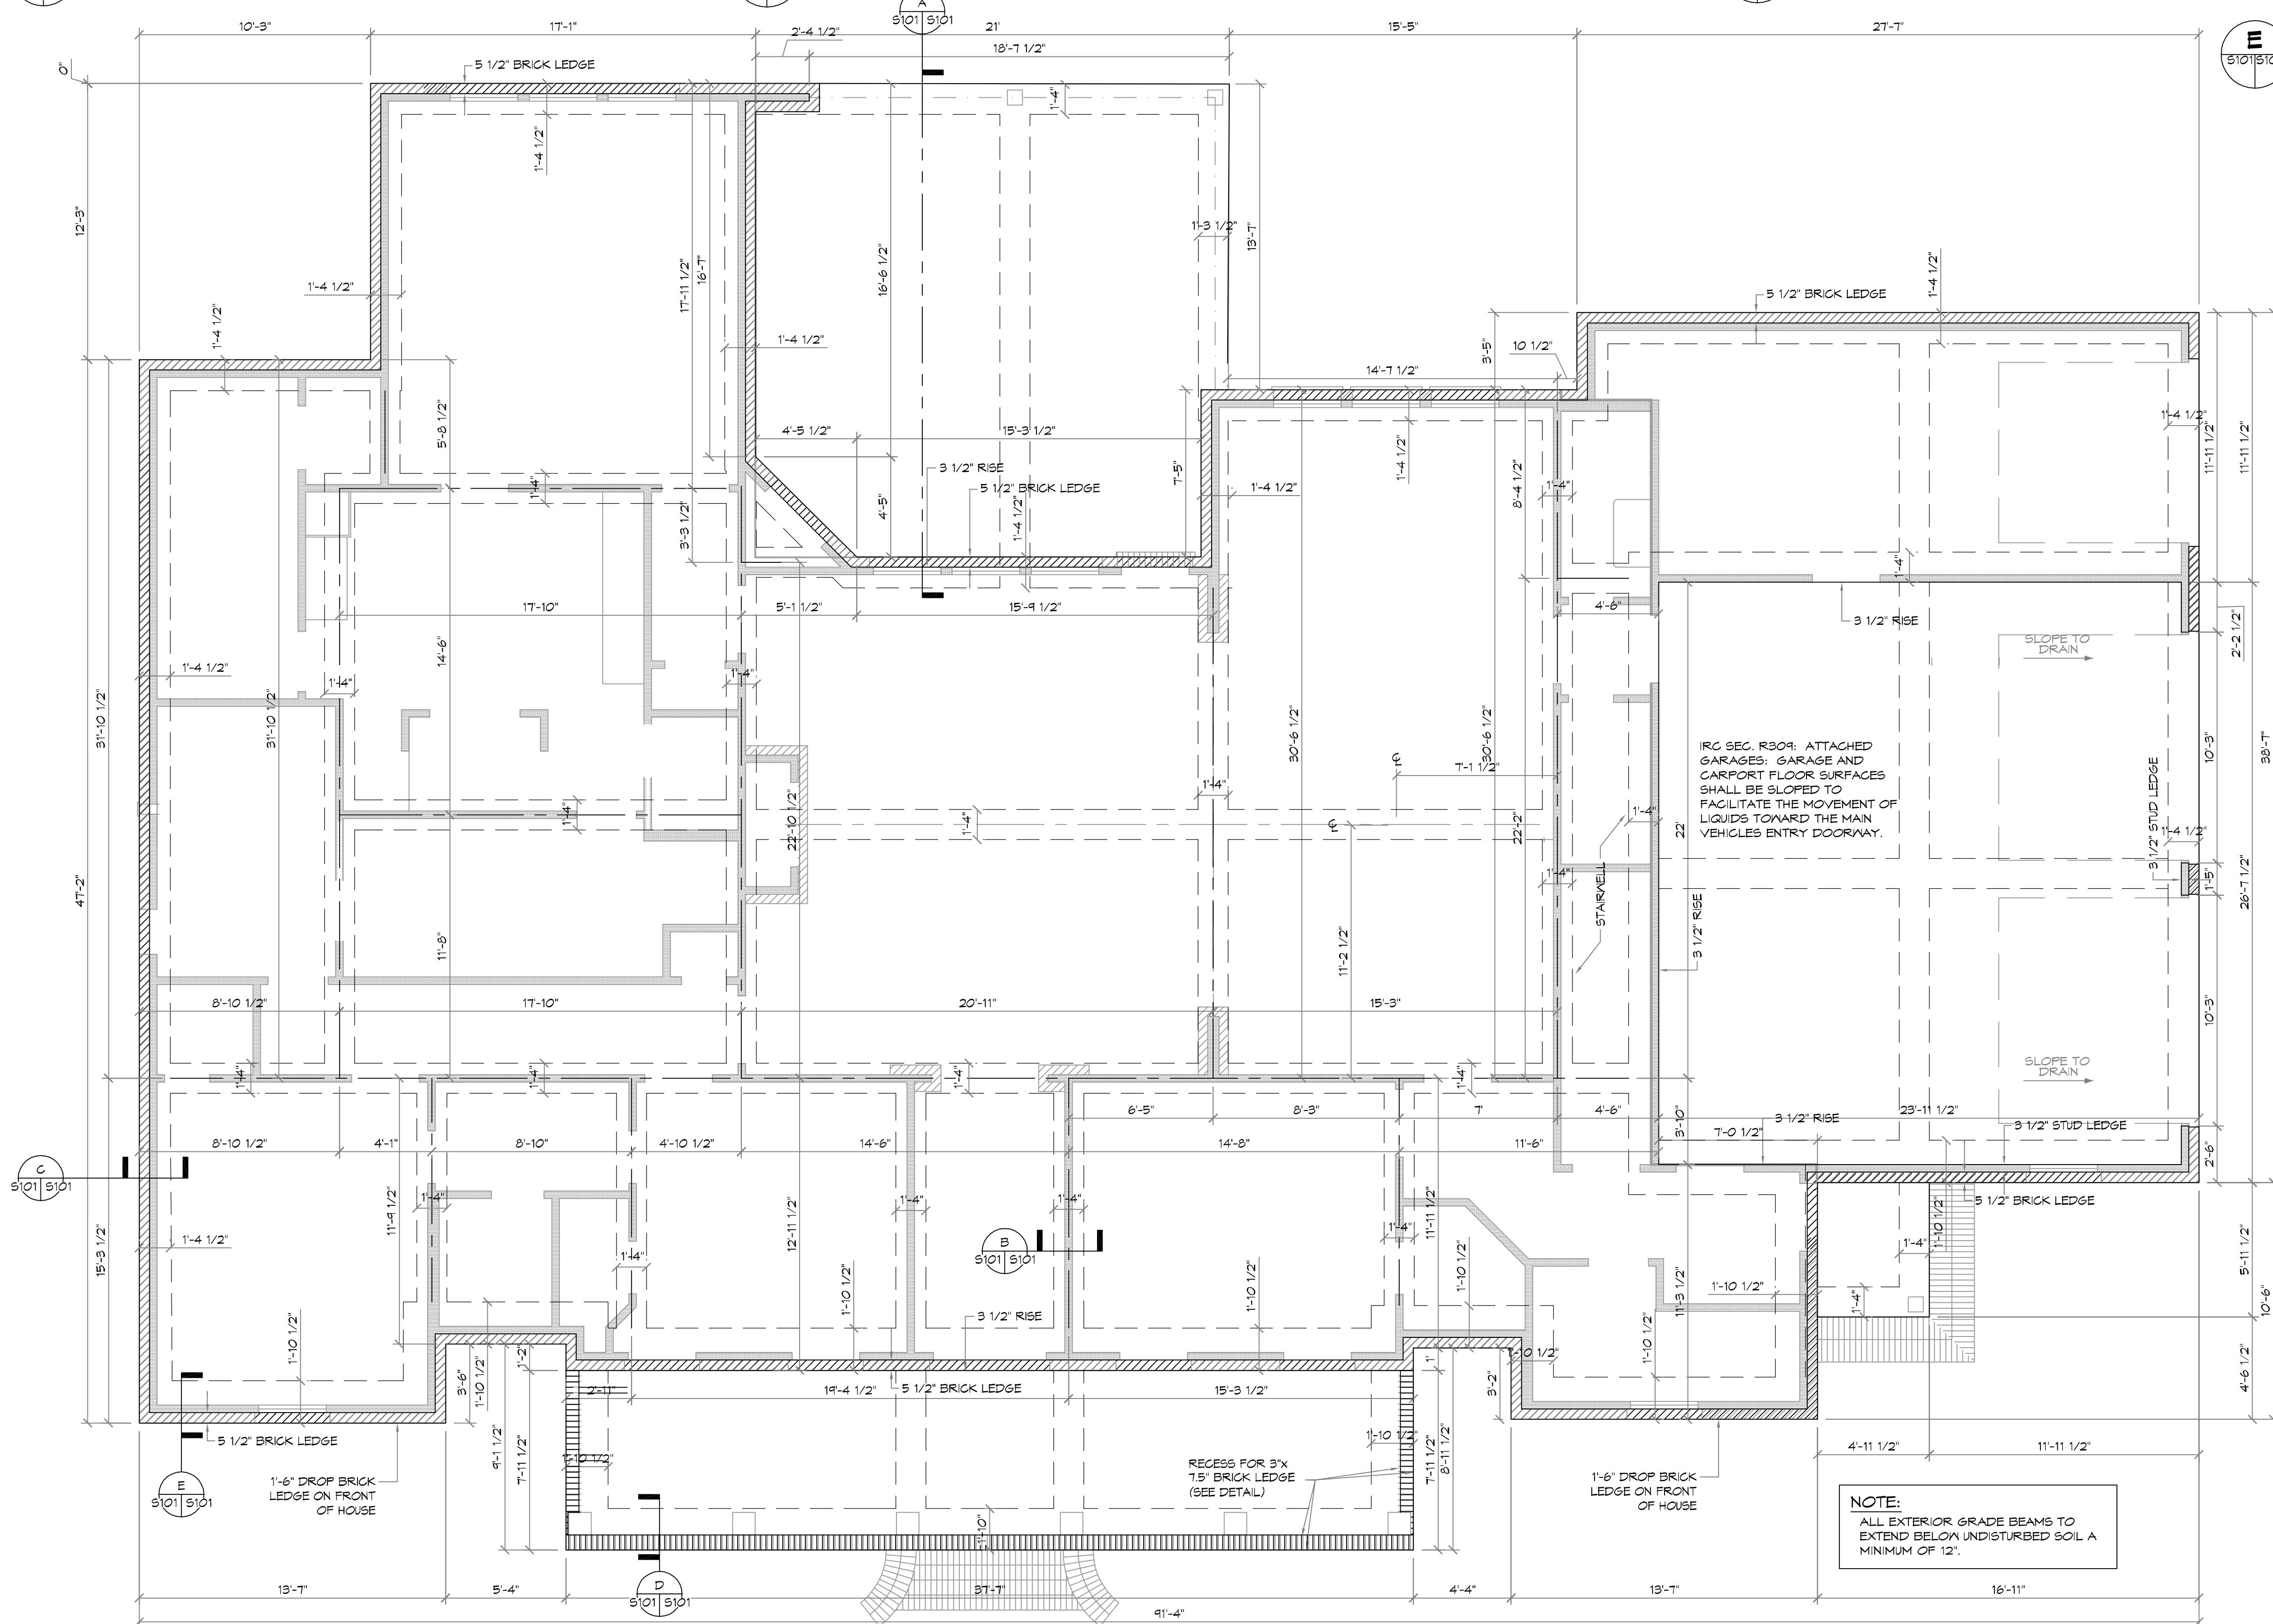 A
S101 S101
E
S101 S101
10'-3"
17'-1"
21'
15'-5"
27'-7"
2'-4 1/2"
18'-7 1/2"
0"
5 1/2" BRICK LEDGE
1'-4 1/2"
1'-4"
12'-3"
1'-3 1/2"
13'-7"
17'-11 1/2"
16'-7"
16'-6 1/2"
1'-4 1/2"
1'-4 1/2"
1'-4 1/2"
5 1/2" BRICK LEDGE
1'-4 1/2"
3'-5"
10 1/2"
14'-7 1/2"
5'-8 1/2"
4'-5 1/2"
15'-3 1/2"
1'-4 1/2"
1'-4 1/2"
11'-11 1/2"
11'-11 1/2"
3 1/2" RISE
5 1/2" BRICK LEDGE
7'-5"
1'-4 1/2"
8'-4 1/2"
1'-4"
1'-4"
4'-5"
1'-4 1/2"
3'-3 1/2"
1'-4"
17'-10"
5'-1 1/2"
15'-9 1/2"
4'-6"
3 1/2" RISE
2'-2 1/2"
SLOPE TO
DRAIN
14'-6"
1'-4 1/2"
1'-4"
1'-4"
31'-10 1/2"
31'-10 1/2"
30'-6 1/2"
30'-6 1/2"
10'-3"
38'-7"
IRC SEC. R309: ATTACHED
GARAGES: GARAGE AND
CARPORT FLOOR SURFACES
SHALL BE SLOPED TO
FACILITATE THE MOVEMENT OF
LIQUIDS TOWARD THE MAIN
VEHICLES ENTRY DOORWAY.
7'-1 1/2"
1'-4"
1'-4"
1'-4"
1'-4"
22'-10 1/2"
22'-2"
22'
3 1/2" STUD LEDGE
1'-4 1/2"
1'-4"
1'-5"
STAIRWELL
3 1/2" RISE
47'-2"
26'-7 1/2"
11'-8"
11'-2 1/2"
8'-10 1/2"
17'-10"
20'-11"
15'-3"
10'-3"
SLOPE TO
DRAIN
1'-4"
1'-4"
1'-4"
1'-4"
6'-5"
8'-3"
7'
4'-6"
3'-10"
3 1/2" RISE
23'-11 1/2"
7'-0 1/2"
3 1/2" STUD LEDGE
8'-10 1/2"
4'-1"
8'-10"
4'-10 1/2"
14'-6"
14'-8"
11'-6"
2'-6"
C
S101 S101
1'-4"
1'-4"
1'-4"
5 1/2" BRICK LEDGE
11'-9 1/2"
12'-11 1/2"
11'-11 1/2"
1'-10 1/2"
1'-4 1/2"
1'-4"
B
S101 S101
1'-4"
1'-4"
15'-3 1/2"
5'-11 1/2"
1'-10 1/2"
1'-10 1/2"
1'-10 1/2"
1'-10 1/2"
11'-3 1/2"
1'-4"
10'-6"
3 1/2" RISE
1'-10 1/2"
1'-10 1/2"
3'-6"
1'-10 1/2"
1'-2"
1'
1'-10 1/2"
3'-2"
4'-6 1/2"
5 1/2" BRICK LEDGE
2'-11"
19'-4 1/2"
15'-3 1/2"
5 1/2" BRICK LEDGE
1'-10 1/2"
1'-10 1/2"
9'-1 1/2"
7'-11 1/2"
7'-11 1/2"
8'-11 1/2"
4'-11 1/2"
11'-11 1/2"
E
S101 S101
1'-6" DROP BRICK
LEDGE ON FRONT
OF HOUSE
RECESS FOR 3"x
7.5" BRICK LEDGE
(SEE DETAIL)
1'-6" DROP BRICK
LEDGE ON FRONT
OF HOUSE
NOTE:
ALL EXTERIOR GRADE BEAMS TO
EXTEND BELOW UNDISTURBED SOIL A
MINIMUM OF 12".
1'-10"
D
S101 S101
13'-7"
5'-4"
37'-7"
4'-4"
13'-7"
16'-11"
91'-4"